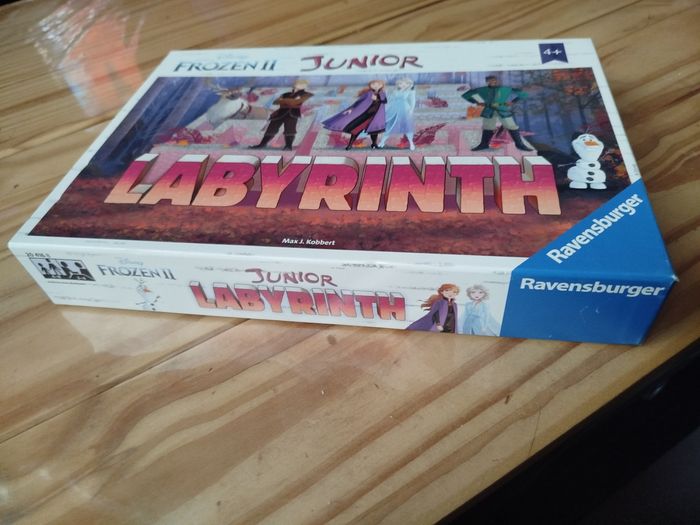 Disney
FROZEN II
JUNIOR
4+
LABYRINTH
Max J. Kobbert
Ravensburger
Disney
FROZEN II
JUNIOR
LABYRINTH
Ravensburger